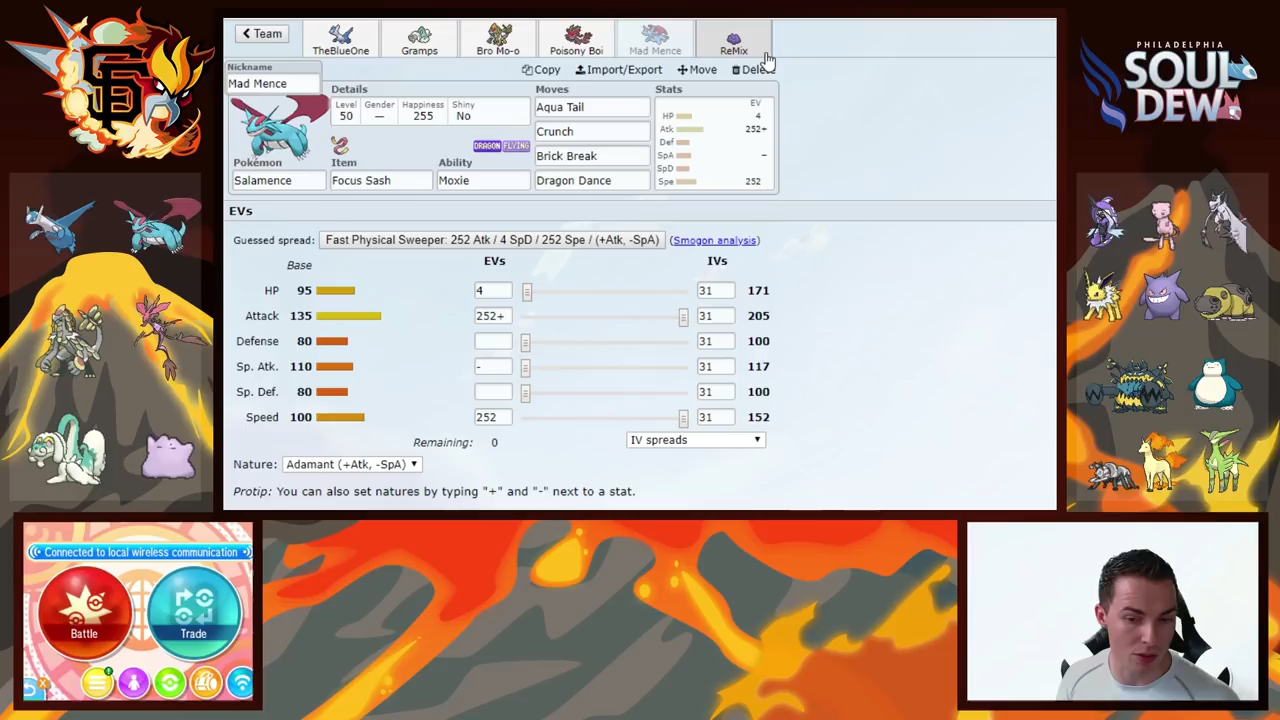 Team
TheBlueOne
Gramps
Bro Mo-o
Poisony Boi
Mad Mence
ReMix
Nickname
Mad Mence
Copy
Import/Export
Move
Delete
Details
Level
50
Gender
—
Happiness
255
Shiny
No
DRAGON FLYING
Pokémon
Salamence
Item
Focus Sash
Ability
Moxie
Moves
Aqua Tail
Crunch
Brick Break
Dragon Dance
Stats
EV
HP 4
Atk 252+
Def
SpA –
SpD
Spe 252
EVs
Guessed spread: Fast Physical Sweeper: 252 Atk / 4 SpD / 252 Spe / (+Atk, -SpA) (Smogon analysis)
Base EVs IVs
HP 95 4 31 171
Attack 135 252+ 31 205
Defense 80 31 100
Sp. Atk. 110 - 31 117
Sp. Def. 80 31 100
Speed 100 252 31 152
Remaining: 0
IV spreads
Nature: Adamant (+Atk, -SpA)
Protip: You can also set natures by typing "+" and "-" next to a stat.
SF
PHILADELPHIA
SOUL
DEW
Connected to local wireless communication
Battle
Trade